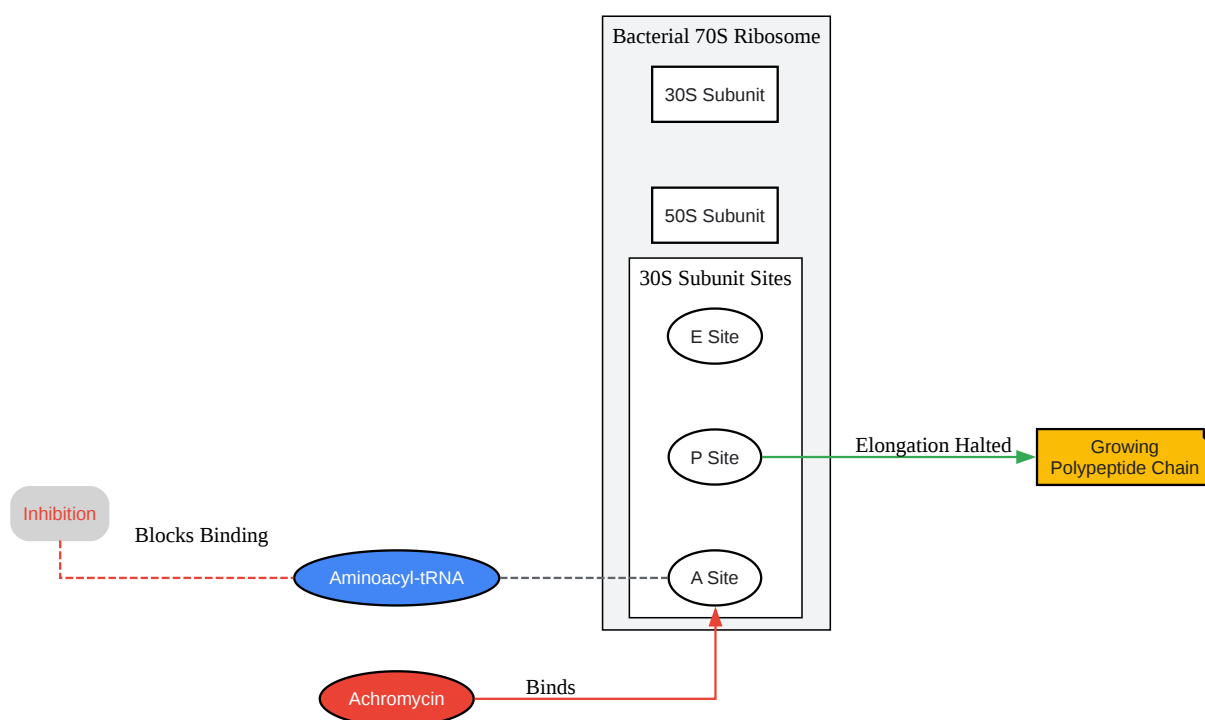 Bacterial 70S Ribosome
30S Subunit
50S Subunit
30S Subunit Sites
E Site
P Site
Elongation Halted
Growing
Polypeptide Chain
Inhibition
Blocks Binding
Aminoacyl-tRNA
A Site
Binds
Achromycin